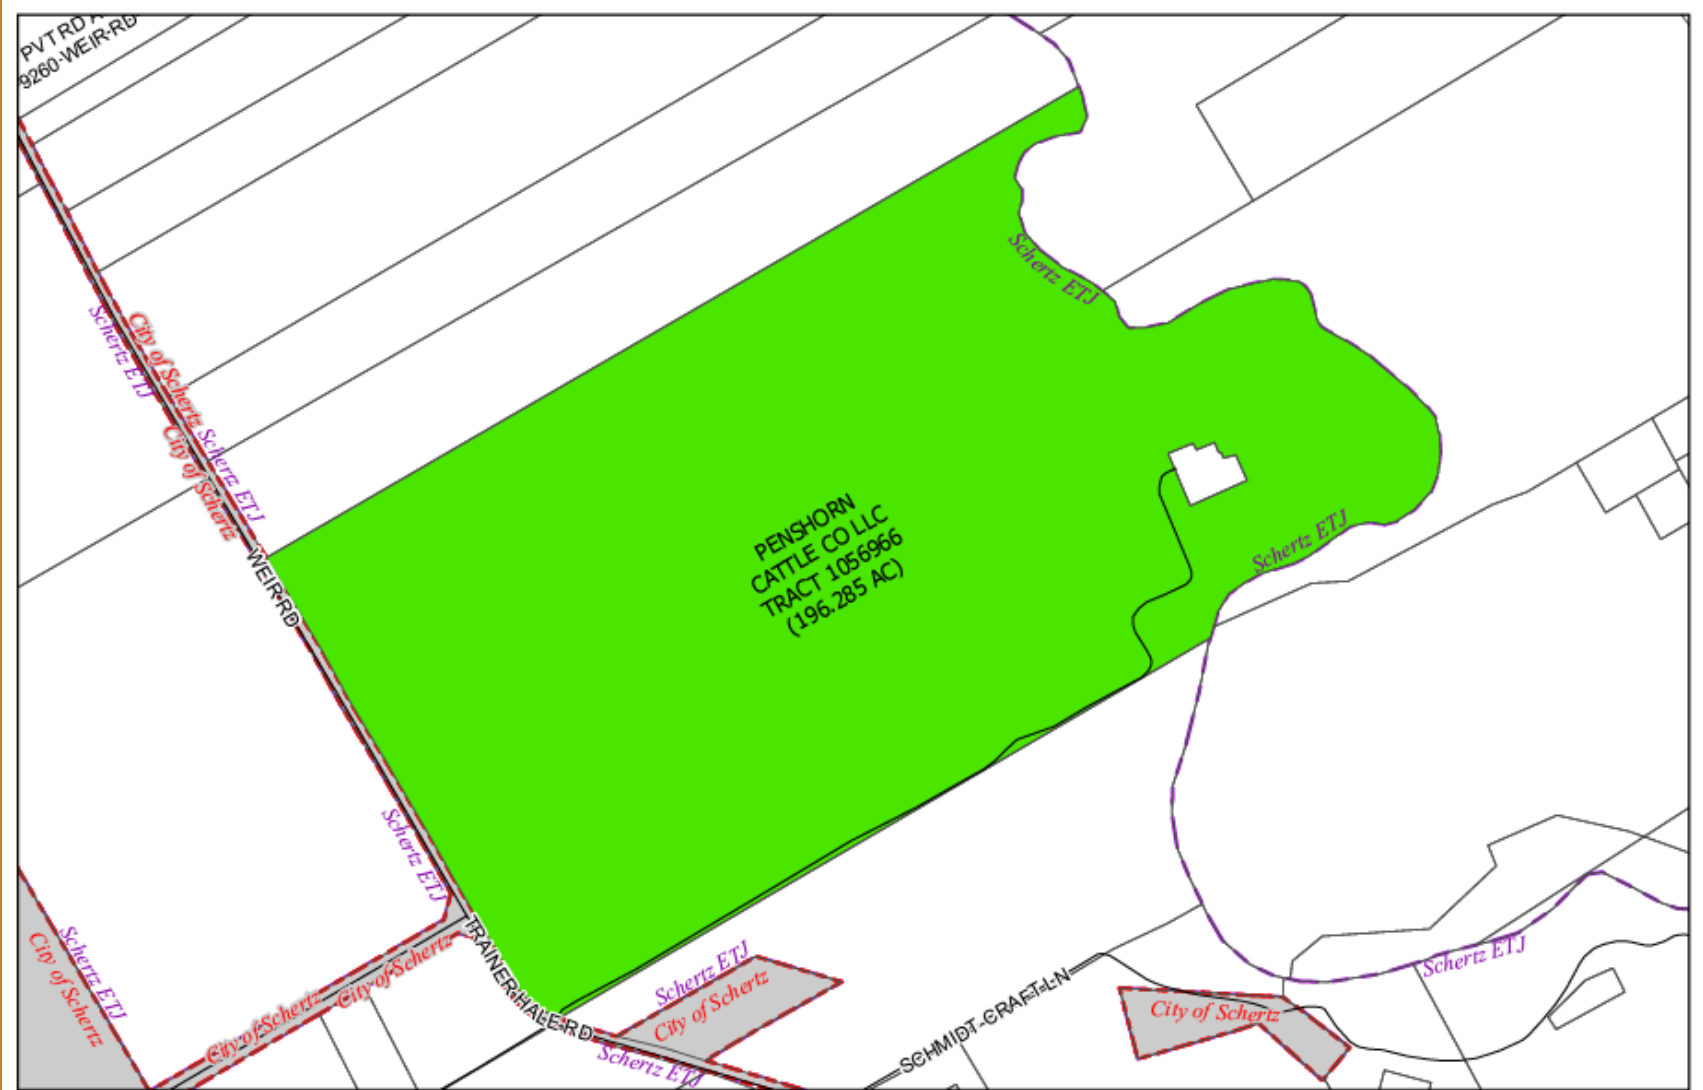 PVT RD A
9260-WEIR-RD
Schertz ETJ
City of Schertz
City of Schertz
Schertz ETJ
Schertz ETJ
WEIR RD
PENSHORN
CATTLE CO LLC
TRACT 1056966
(196.285 AC)
Schertz ETJ
Schertz ETJ
Schertz ETJ
City of Schertz
City of Schertz
City of Schertz
TRAINER HALE RD
Schertz ETJ
City of Schertz
Schertz ETJ
SCHMIDT-CRAFT-LN
City of Schertz
Schertz ETJ